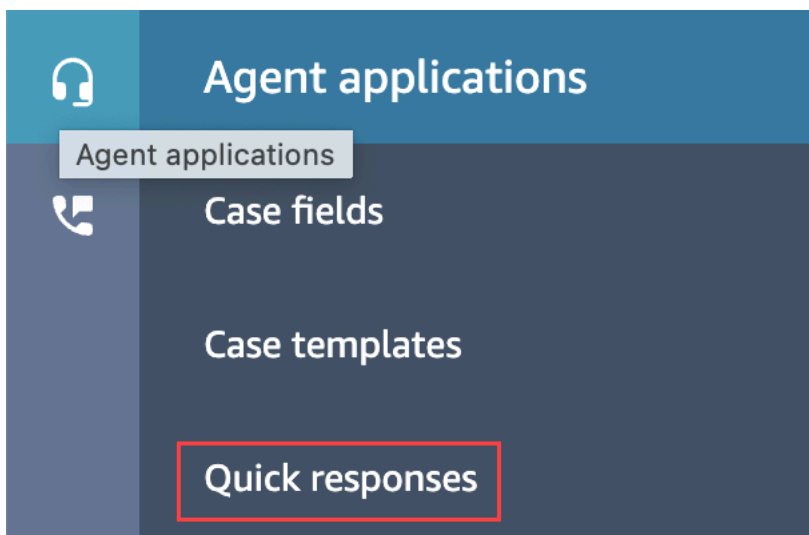 Agent applications
Agent applications
Case fields
Case templates
Quick responses